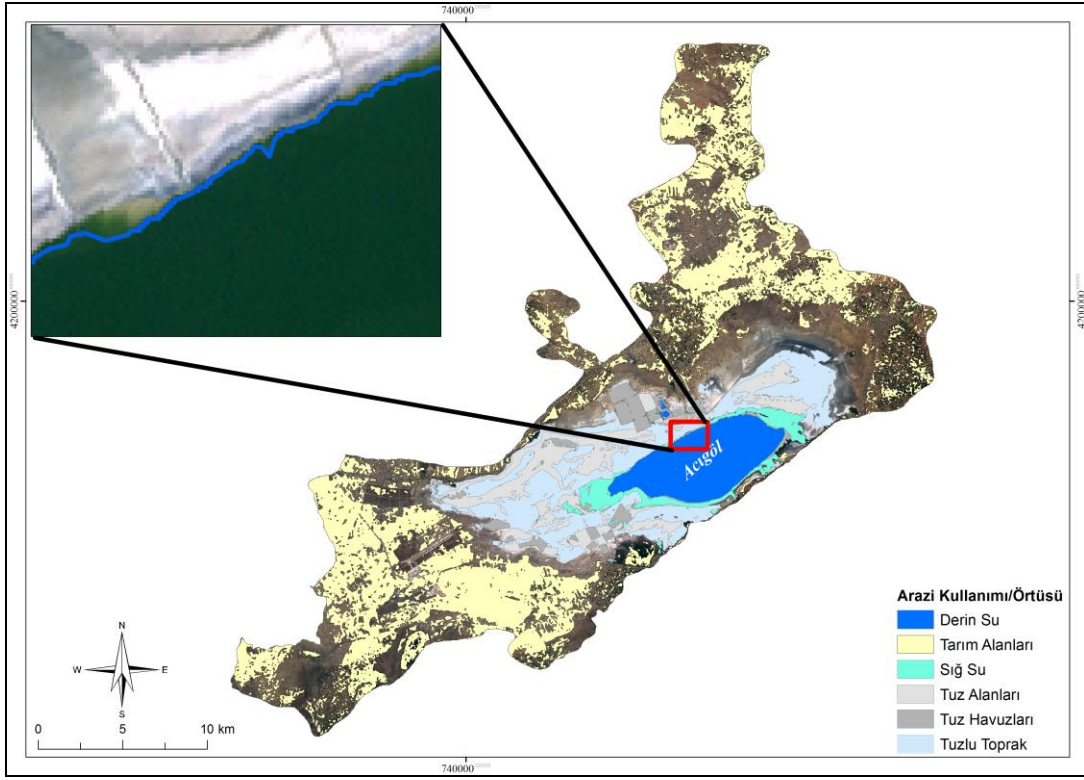 740000
4200000
4200000
Acıgöl
Arazi Kullanımı/Örtüsü
Derin Su
Tarım Alanları
Sığ Su
Tuz Alanları
Tuz Havuzları
Tuzlu Toprak
N
W E
S
0 5 10 km
740000